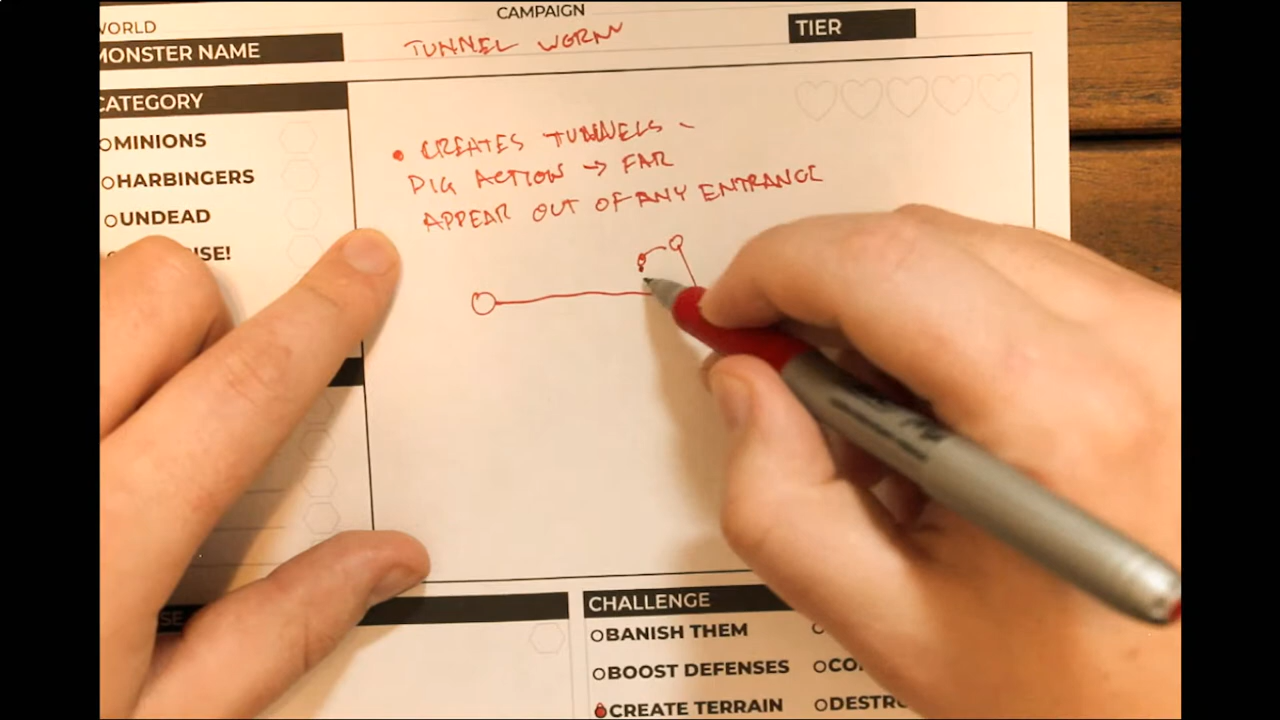 WORLD
CAMPAIGN
MONSTER NAME
TUNNEL WORM
TIER
CATEGORY
MINIONS
HARBINGERS
UNDEAD
• CREATES TUNNELS -
DIG ACTION → FAR
APPEAR OUT OF ANY ENTRANCE
CHALLENGE
BANISH THEM
BOOST DEFENSES
CREATE TERRAIN